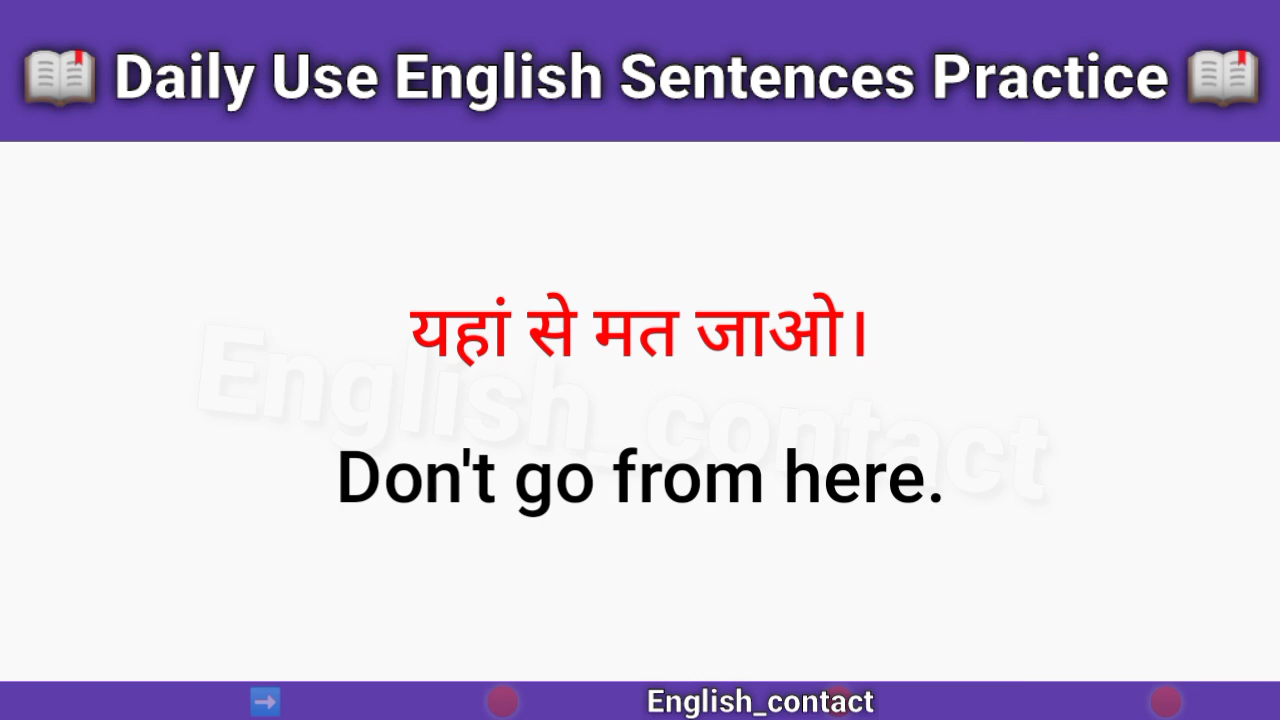 📖 Daily Use English Sentences Practice 📖
यहां से मत जाओ।
English_contact
Don't go from here.
➡️ 🔴 English_contact 🔴